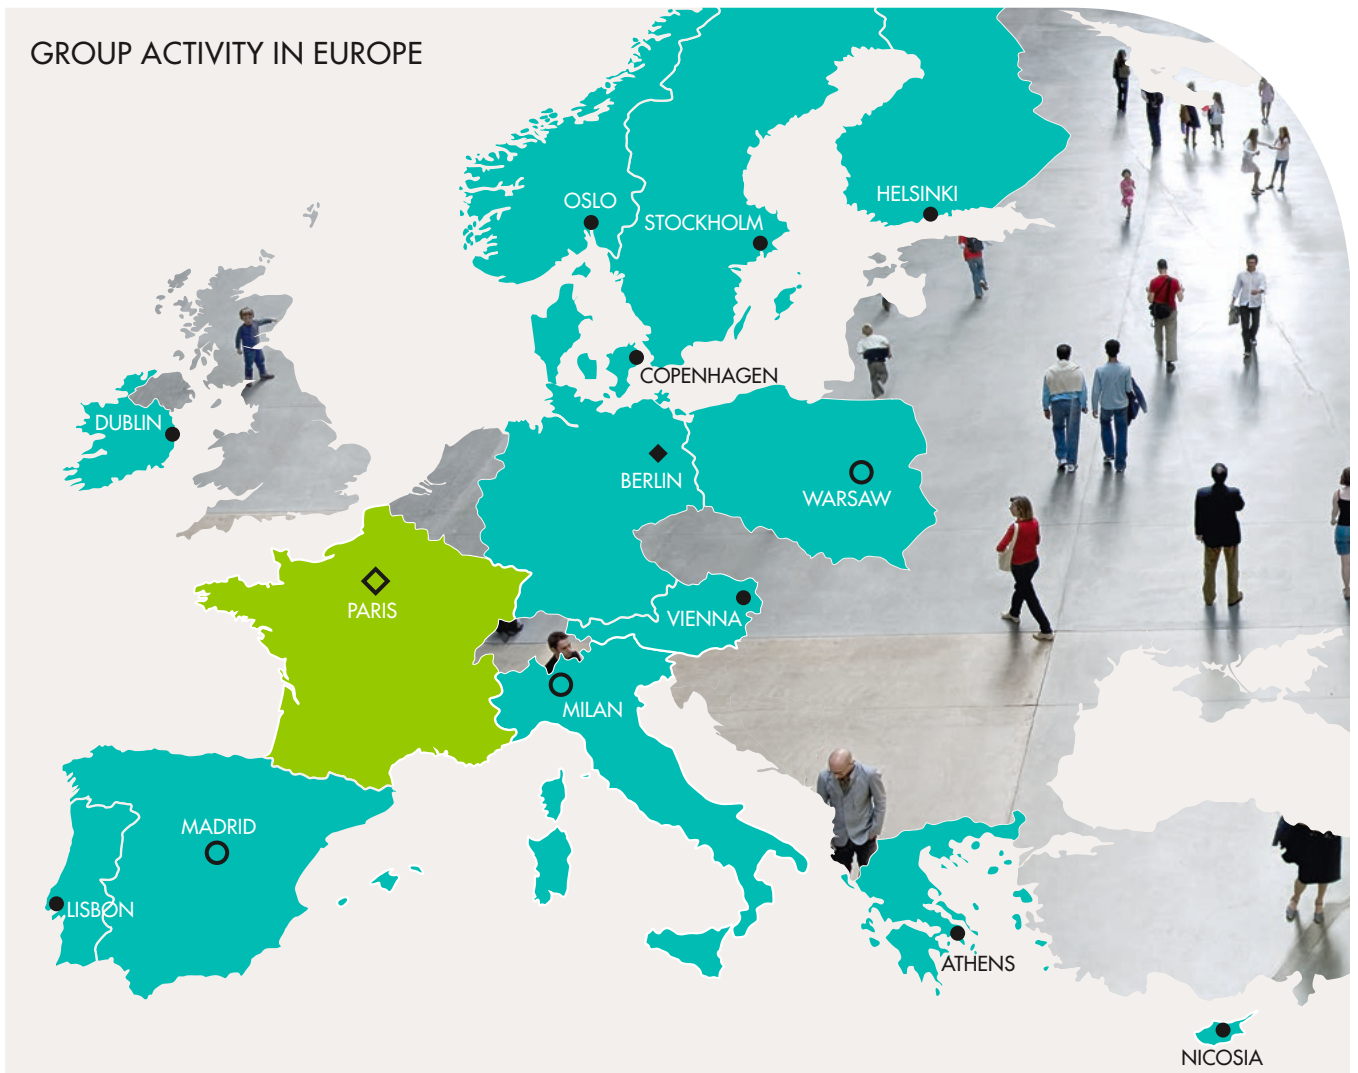 GROUP ACTIVITY IN EUROPE
HELSINKI
OSLO
STOCKHOLM
COPENHAGEN
DUBLIN
BERLIN
WARSAW
PARIS
VIENNA
MILAN
MADRID
LISBON
ATHENS
NICOSIA